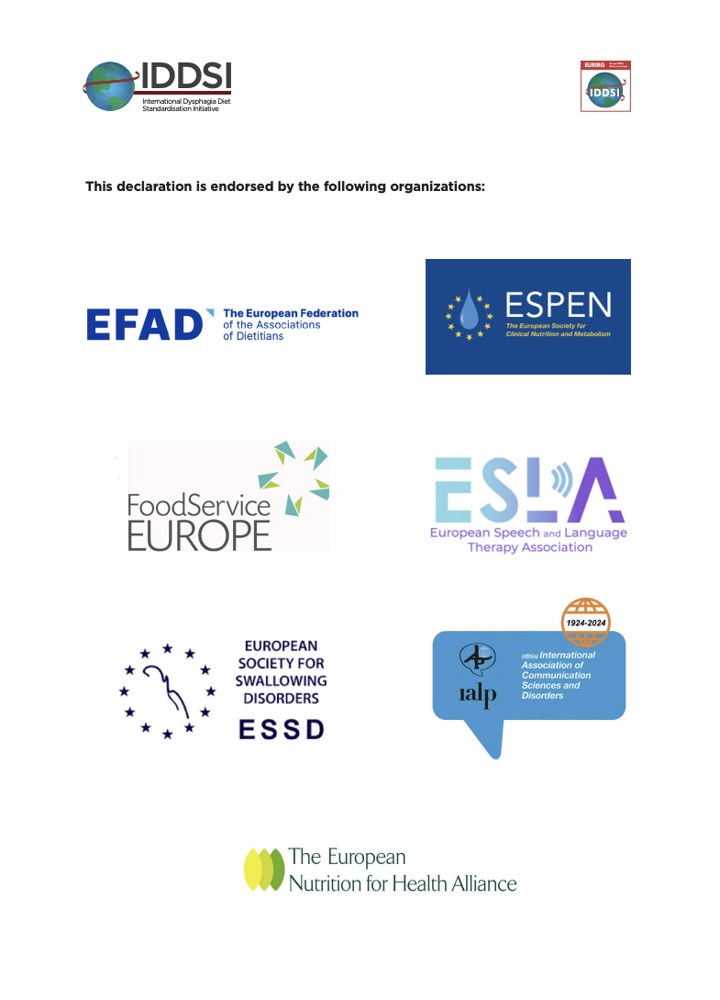 IDDSI
International Dysphagia Diet
Standardisation Initiative
EURIRG
IDDSI
This declaration is endorsed by the following organizations:
EFAD
The European Federation
of the Associations
of Dietitians
ESPEN
The European Society for
Clinical Nutrition and Metabolism
FoodService
EUROPE
ESLA
European Speech and Language
Therapy Association
EUROPEAN
SOCIETY FOR
SWALLOWING
DISORDERS
ESSD
1924-2024
(d|b|a) International
Association of
Communication
Sciences and
Disorders
ialp
The European
Nutrition for Health Alliance